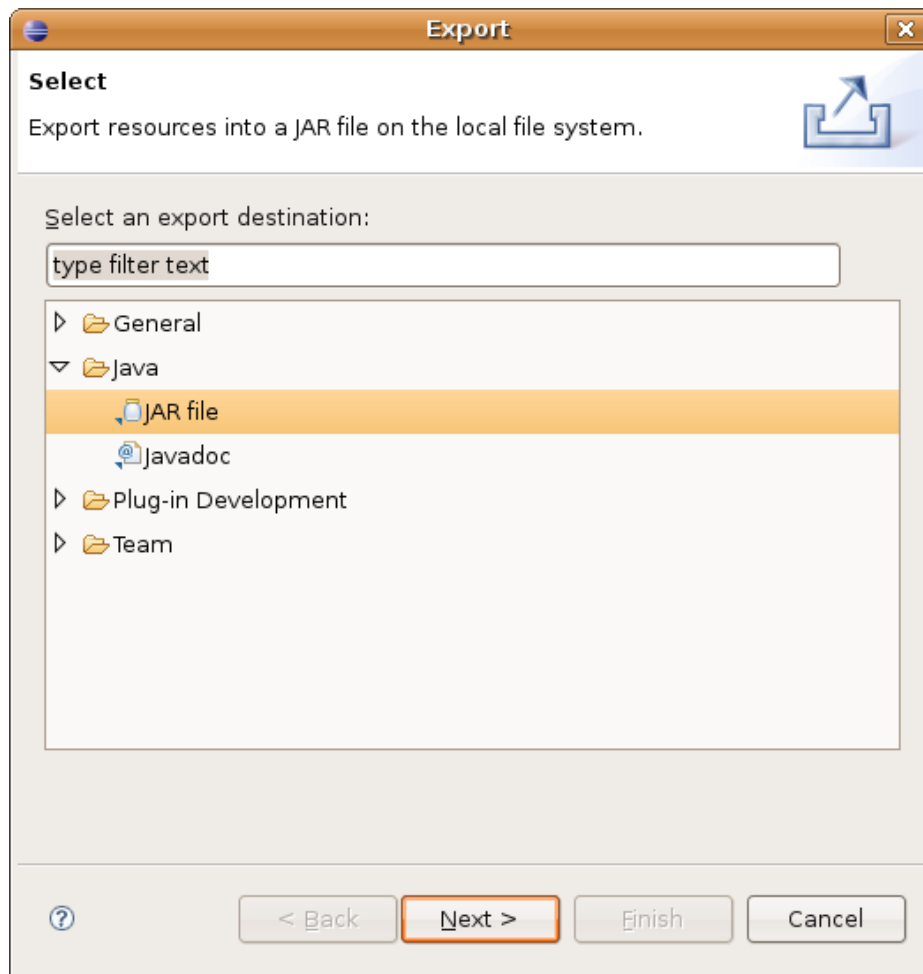 Export
Select
Export resources into a JAR file on the local file system.
Select an export destination:
type filter text
General
Java
JAR file
Javadoc
Plug-in Development
Team
< Back Next > Finish Cancel